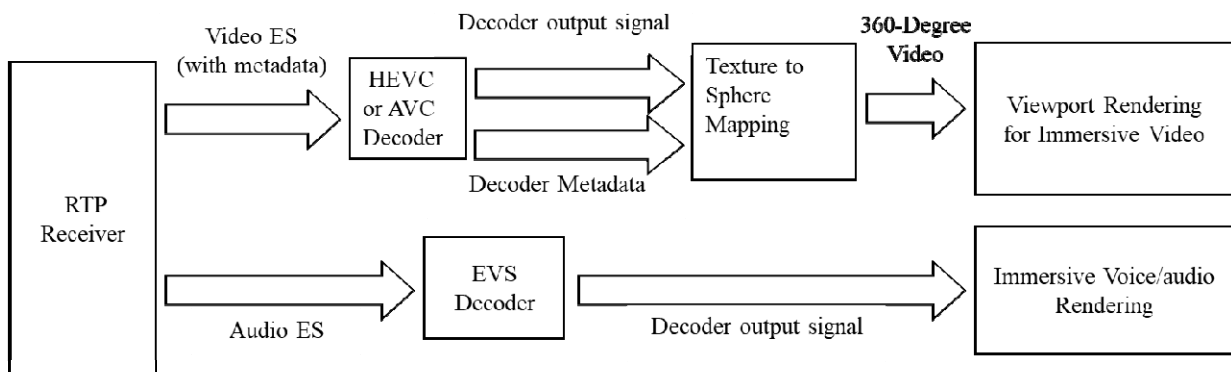 Video ES
(with metadata)
Decoder output signal
360-Degree
Video
RTP
Receiver
HEVC
or AVC
Decoder
Texture to
Sphere
Mapping
Viewport Rendering
for Immersive Video
Decoder Metadata
EVS
Decoder
Immersive Voice/audio
Rendering
Audio ES
Decoder output signal